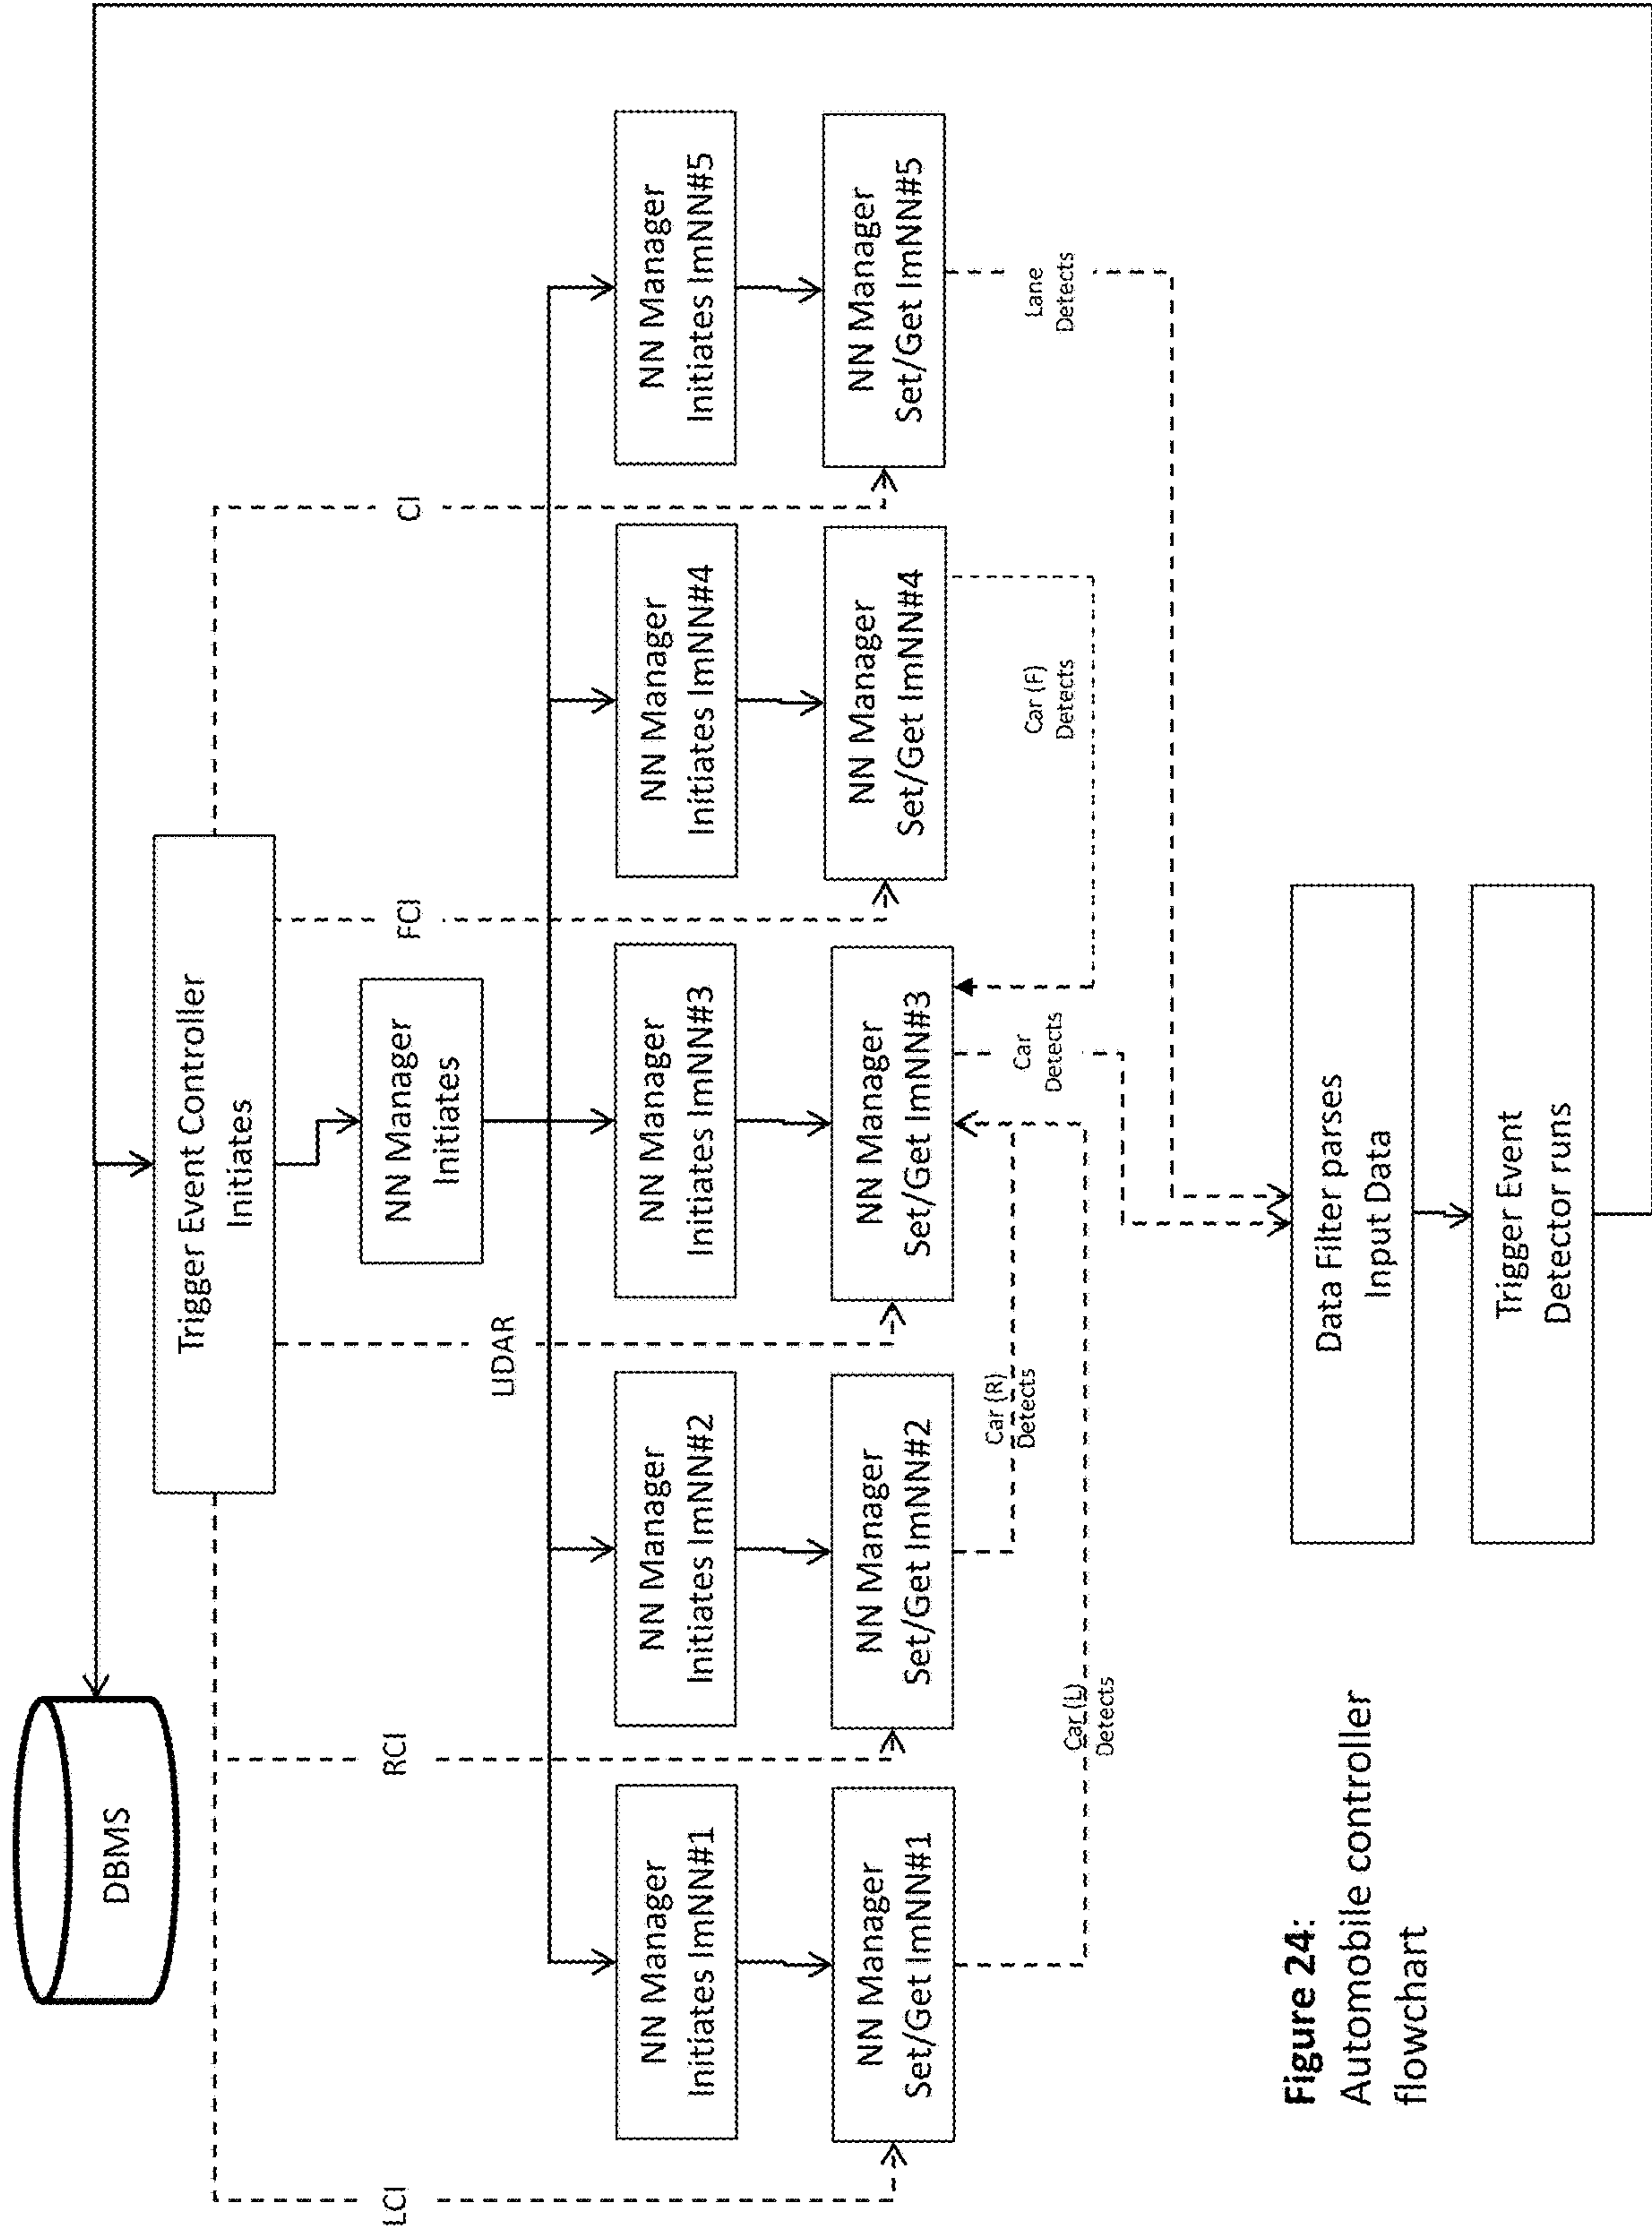 DBMS
Trigger Event Controller
Initiates
NN Manager
Initiates
LCI
RCI
LIDAR
FCI
CI
NN Manager
Initiates ImNN#1
NN Manager
Initiates ImNN#2
NN Manager
Initiates ImNN#3
NN Manager
Initiates ImNN#4
NN Manager
Initiates ImNN#5
NN Manager
Set/Get ImNN#1
NN Manager
Set/Get ImNN#2
NN Manager
Set/Get ImNN#3
NN Manager
Set/Get ImNN#4
NN Manager
Set/Get ImNN#5
Car (L)
Detects
Car (R)
Detects
Car
Detects
Car (F)
Detects
Lane
Detects
Data Filter parses
Input Data
Trigger Event
Detector runs
Figure 24:
Automobile controller
flowchart